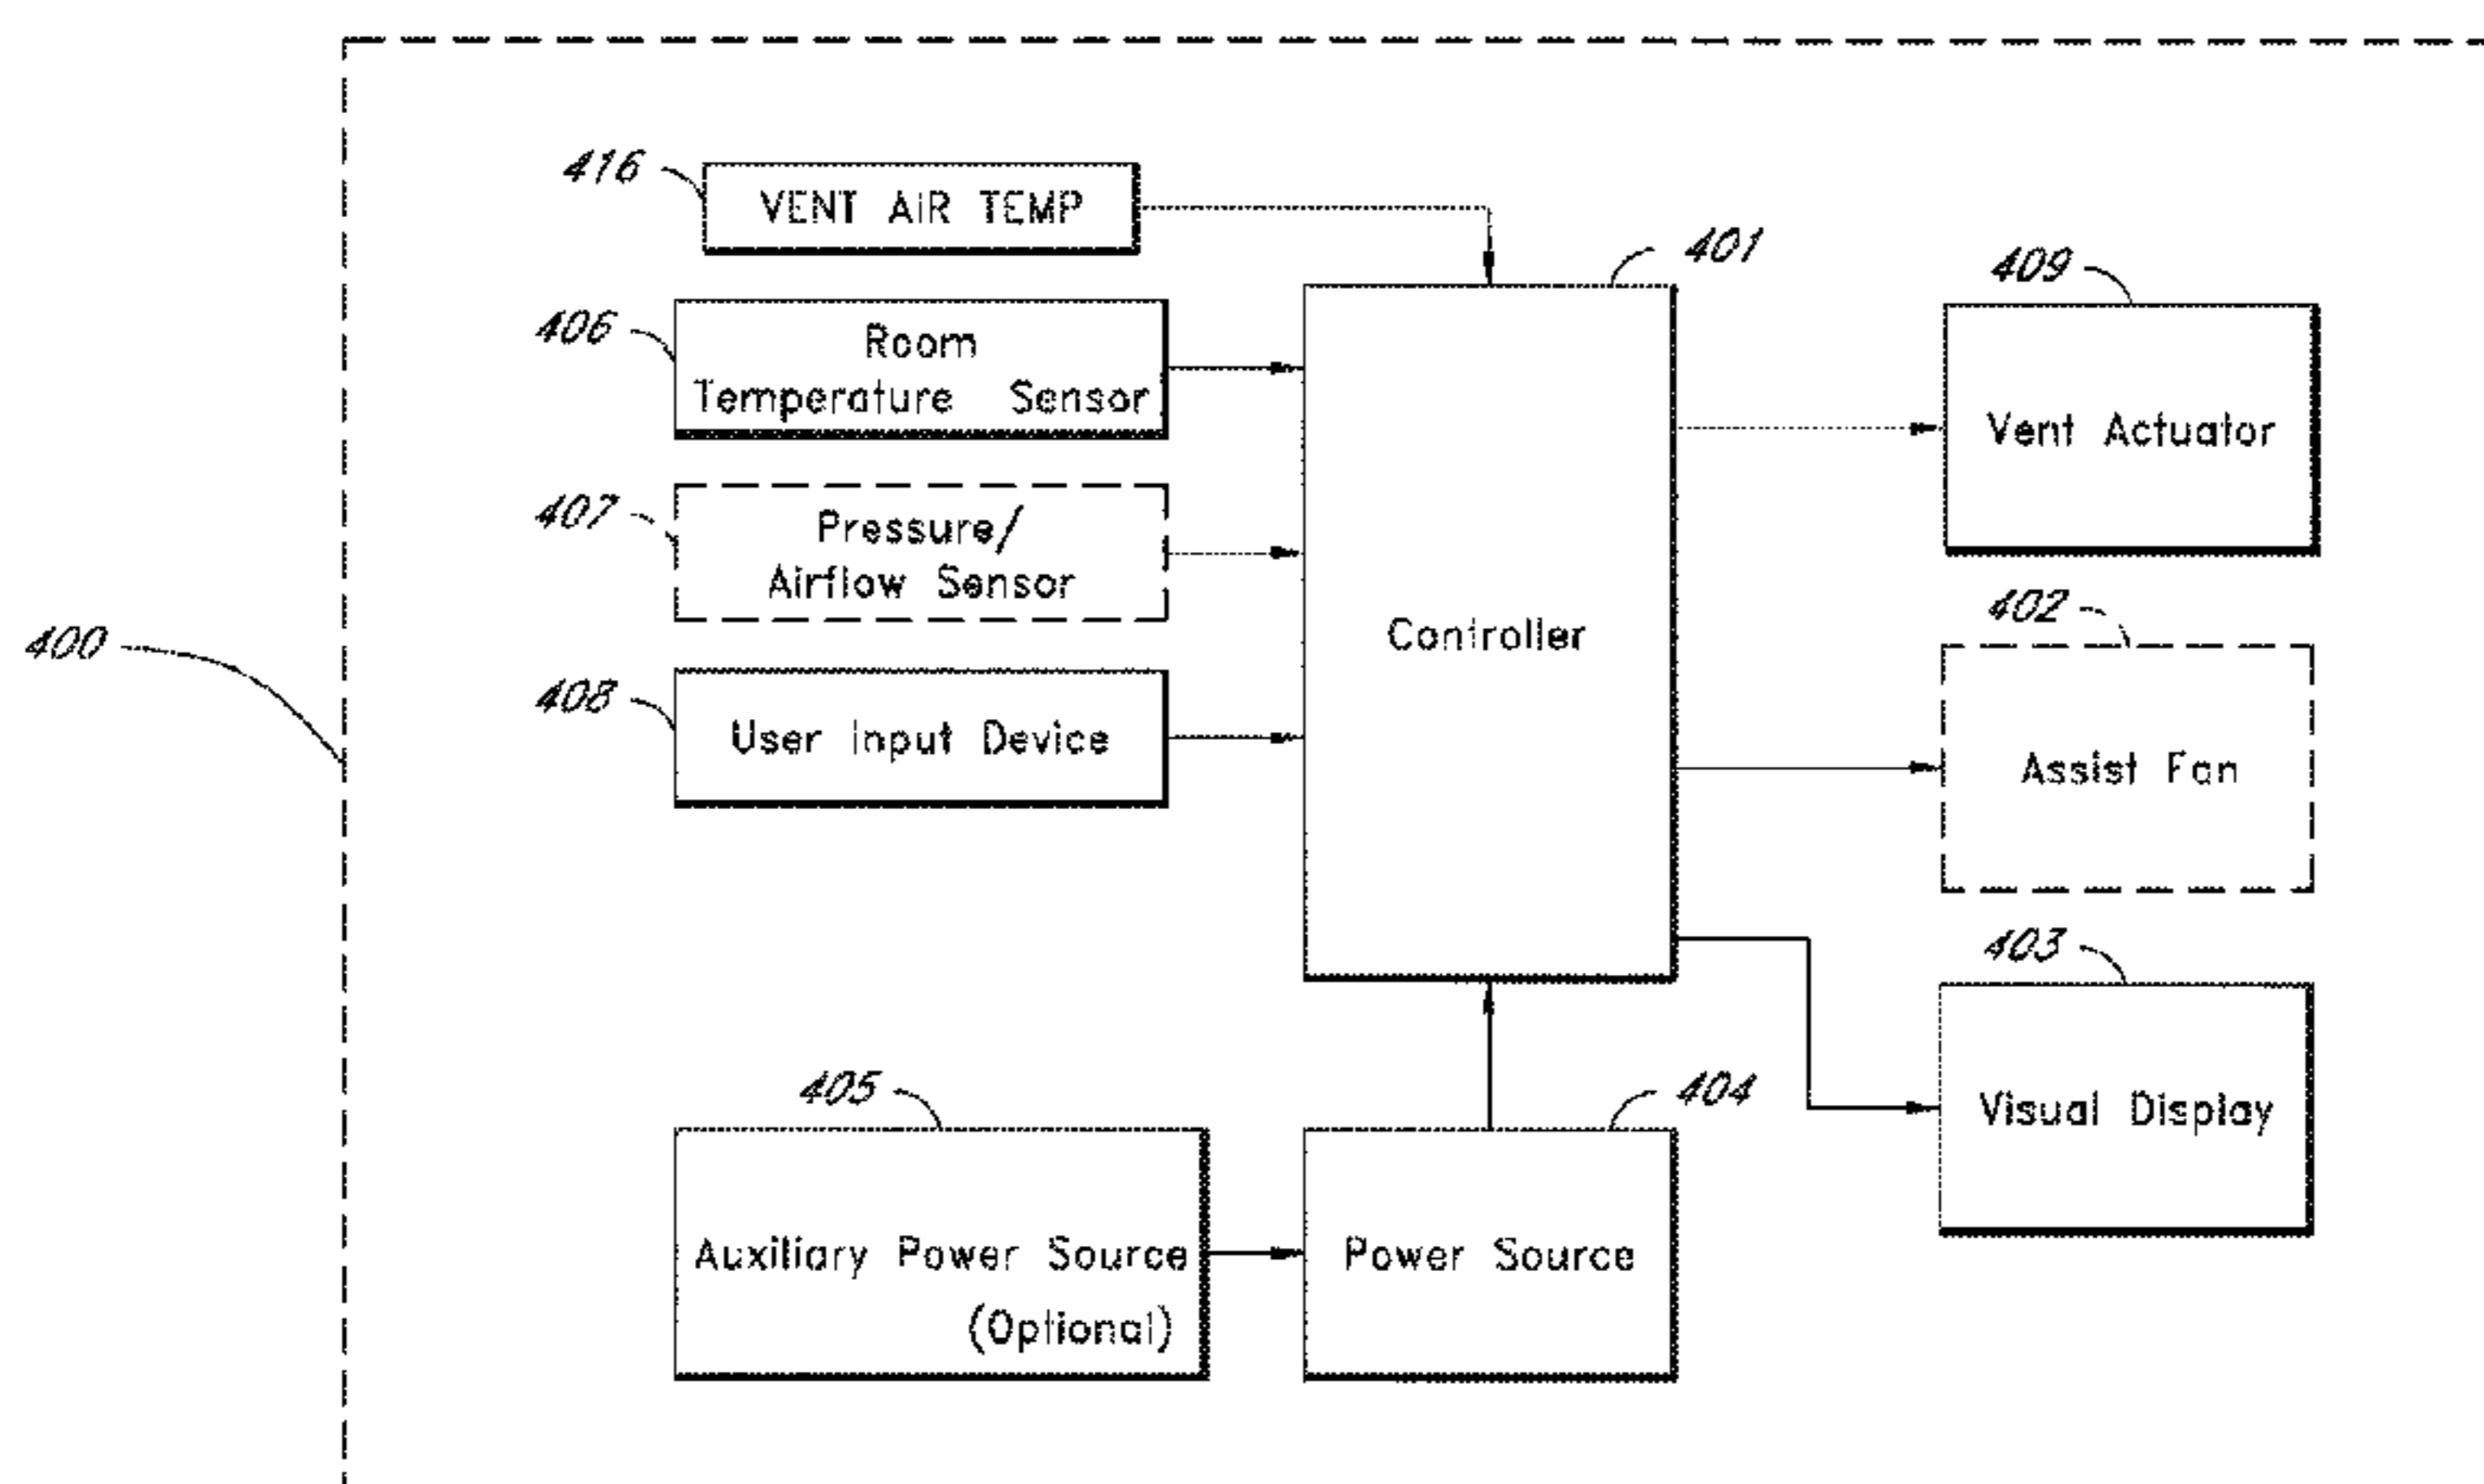 416
VENT AIR TEMP
401
409
406
Room
Temperature Sensor
Vent Actuator
407
Pressure/
Airflow Sensor
402
Controller
400
408
User Input Device
Assist Fan
403
405
404
Visual Display
Auxiliary Power Source
(Optional)
Power Source